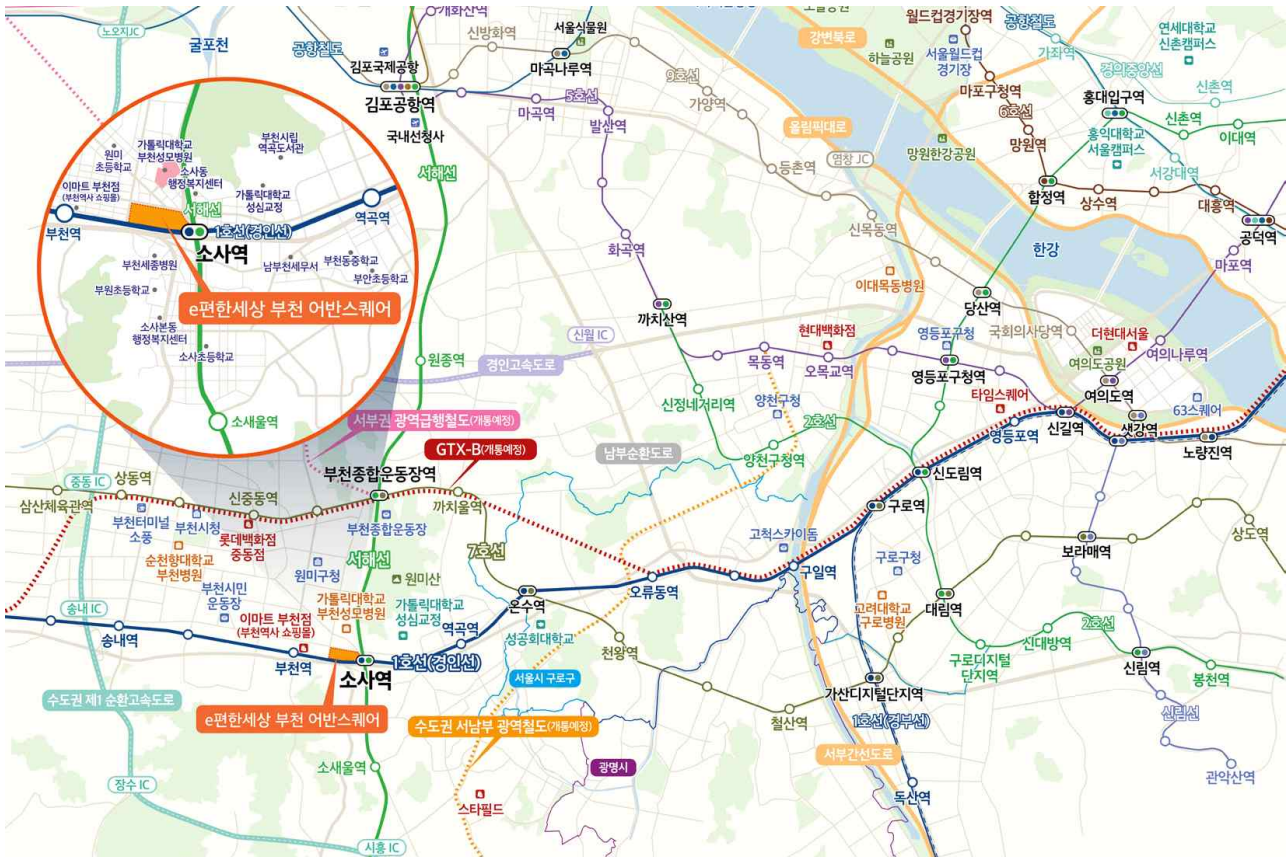 노오지JC
굴포천
개화산역
공항철도
김포국제공항
김포공항역
국내선청사
신방화역
서울식물원
마곡나루역
5호선
마곡역
발산역
9호선
가양역
등촌역
강변북로
올림픽대로
염창 JC
하늘공원
월드컵경기장역
서울월드컵
경기장
마포구청역
6호선
망원역
망원한강공원
공항철도
가좌역
경의중앙선
연세대학교
신촌캠퍼스
홍대입구역
홍익대학교
서울캠퍼스
신촌역
신촌역
이대역
서강대역
합정역
상수역
대흥역
공덕역
마포역
한강
가톨릭대학교
부천성모병원
원미
초등학교
소사동
행정복지센터
부천시립
역곡도서관
이마트 부천점
(부천역사 쇼핑몰)
가톨릭대학교
성심교정
서해선
1호선(경인선)
역곡역
부천역
소사역
부천세종병원
남부천세무서
부천동중학교
부안초등학교
부원초등학교
e편한세상 부천 어반스퀘어
소사본동
행정복지센터
소사초등학교
소새울역
서해선
원종역
화곡역
까치산역
신목동역
이대목동병원
당산역
국회의사당역
더현대서울
여의도공원
여의나루역
여의도역
신월 IC
경인고속도로
현대백화점
목동역
오목교역
영등포구청
영등포구청역
타임스퀘어
신정네거리역
양천구청
양천구청역
2호선
영등포역
신길역
샛강역
63스퀘어
노량진역
서부권 광역급행철도(개통예정)
GTX-B(개통예정)
남부순환도로
신도림역
구로역
중동 IC
상동역
삼산체육관역
신중동역
부천종합운동장역
까치울역
부천터미널
소풍
부천시청
롯데백화점
중동점
부천종합운동장
순천향대학교
부천병원
서해선
7호선
고척스카이돔
구로구청
보라매역
상도역
원미구청
원미산
부천시민
운동장
가톨릭대학교
부천성모병원
가톨릭대학교
성심교정
온수역
오류동역
구일역
고려대학교
구로병원
대림역
송내 IC
송내역
이마트 부천점
(부천역사 쇼핑몰)
부천역
소사역
1호선(경인선)
역곡역
성공회대학교
천왕역
2호선
신대방역
구로디지털
단지역
신림역
봉천역
서울시 구로구
가산디지털단지역
수도권 제1 순환고속도로
e편한세상 부천 어반스퀘어
수도권 서남부 광역철도(개통예정)
철산역
1호선(경부선)
신림선
서부간선도로
광명시
소새울역
관악산역
장수 IC
스타필드
독산역
시흥 IC